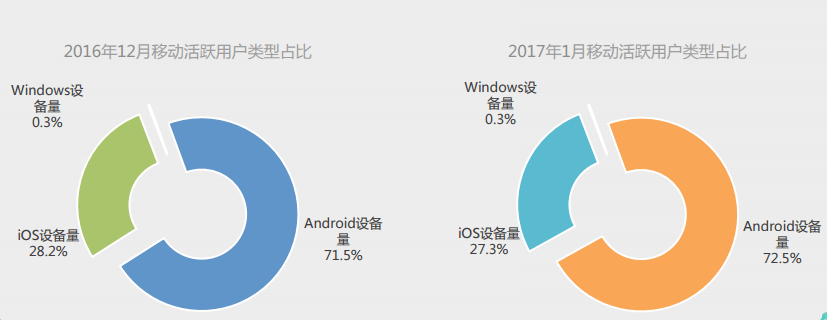 2016年12月移动活跃用户类型占比
Windows设
备量
0.3%
iOS设备量
28.2%
Android设备
量
71.5%
2017年1月移动活跃用户类型占比
Windows设
备量
0.3%
iOS设备量
27.3%
Android设备
量
72.5%